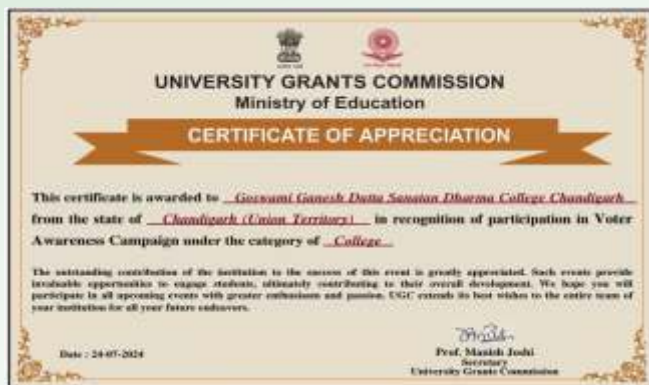 UNIVERSITY GRANTS COMMISSION
Ministry of Education
CERTIFICATE OF APPRECIATION
This certificate is awarded to Goswami Ganesh Dutta Sanatan Dharma College Chandigarh
from the state of Chandigarh (Union Territory) in recognition of participation in Voter
Awareness Campaign under the category of College
The outstanding contribution of the institution to the success of this event is greatly appreciated. Such events provide
invaluable opportunities to engage students, ultimately contributing to their overall development. We hope you will
participate in all upcoming events with greater enthusiasm and passion. UGC extends its best wishes to the entire team of
your institution for all your future endeavors.
Date : 24-07-2024
Prof. Manish Joshi
Secretary
University Grants Commission